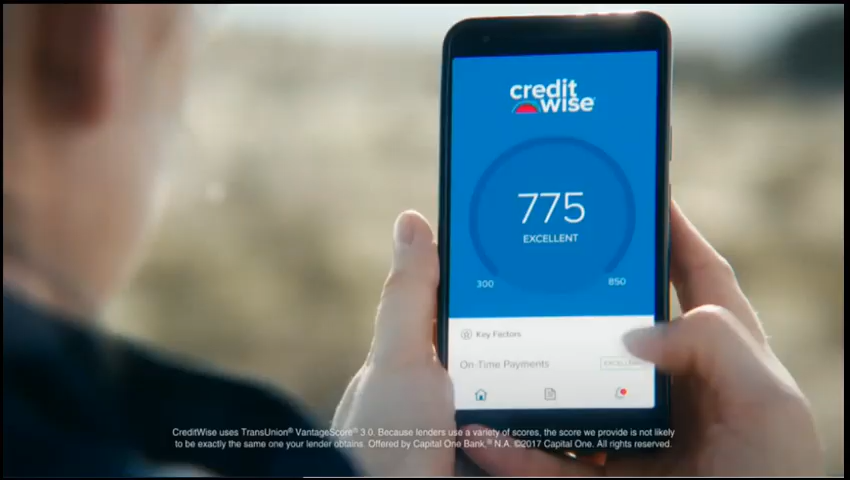 credit
wise
775
EXCELLENT
300 850
Key Factors
On-Time Payments EXCELLENT
CreditWise uses TransUnion® VantageScore® 3.0. Because lenders use a variety of scores, the score we provide is not likely
to be exactly the same one your lender obtains. Offered by Capital One Bank,® N.A. ©2017 Capital One. All rights reserved.